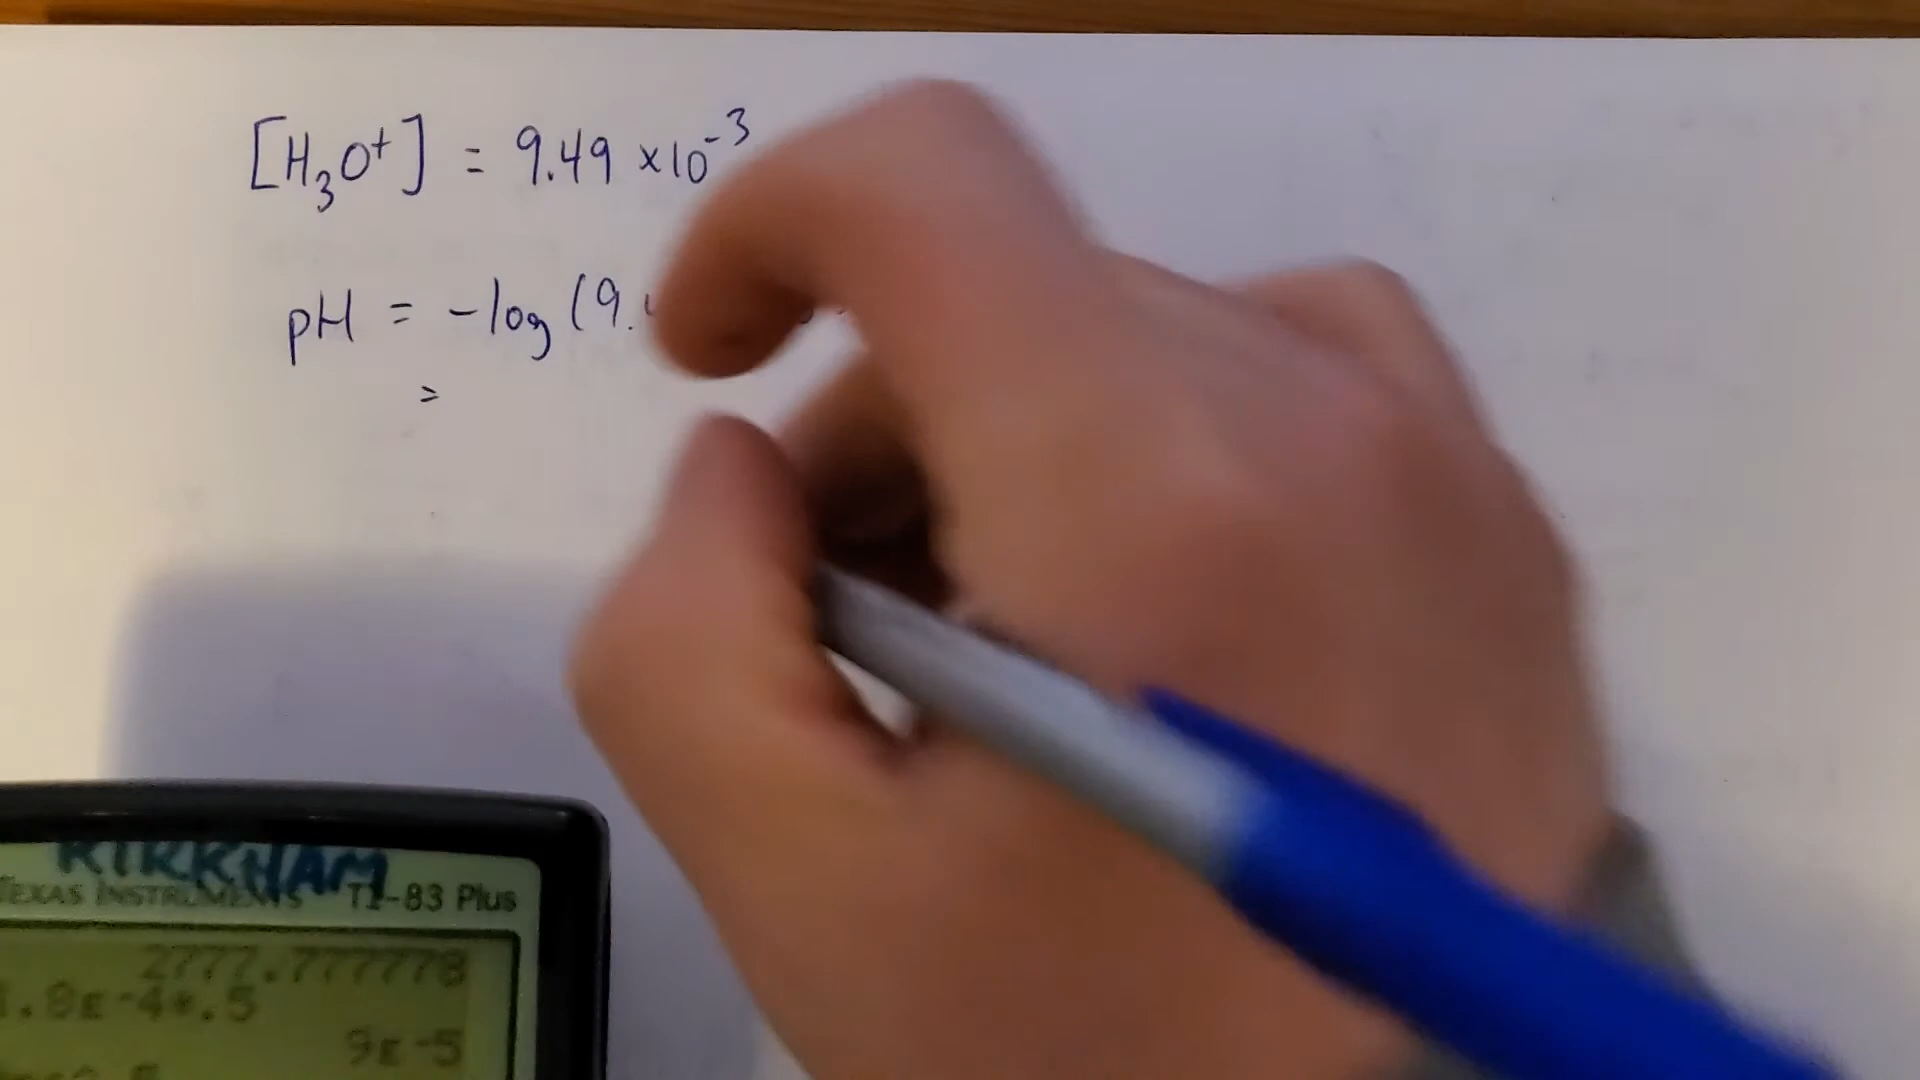 [H₃O⁺] = 9.49 ×10⁻³
pH = -log (9.
=
KIRKHAM
TEXAS INSTRUMENTS TI-83 Plus
2777.777778
1.8E-4*.5
9E-5